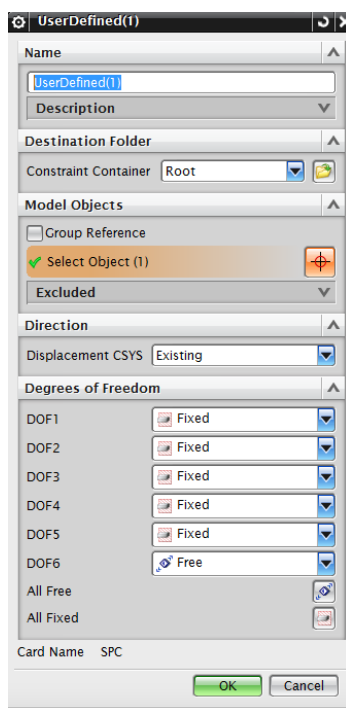 UserDefined(1)
Name
UserDefined(1)
Description
Destination Folder
Constraint Container Root
Model Objects
Group Reference
Select Object (1)
Excluded
Direction
Displacement CSYS Existing
Degrees of Freedom
DOF1 Fixed
DOF2 Fixed
DOF3 Fixed
DOF4 Fixed
DOF5 Fixed
DOF6 Free
All Free
All Fixed
Card Name SPC
OK Cancel